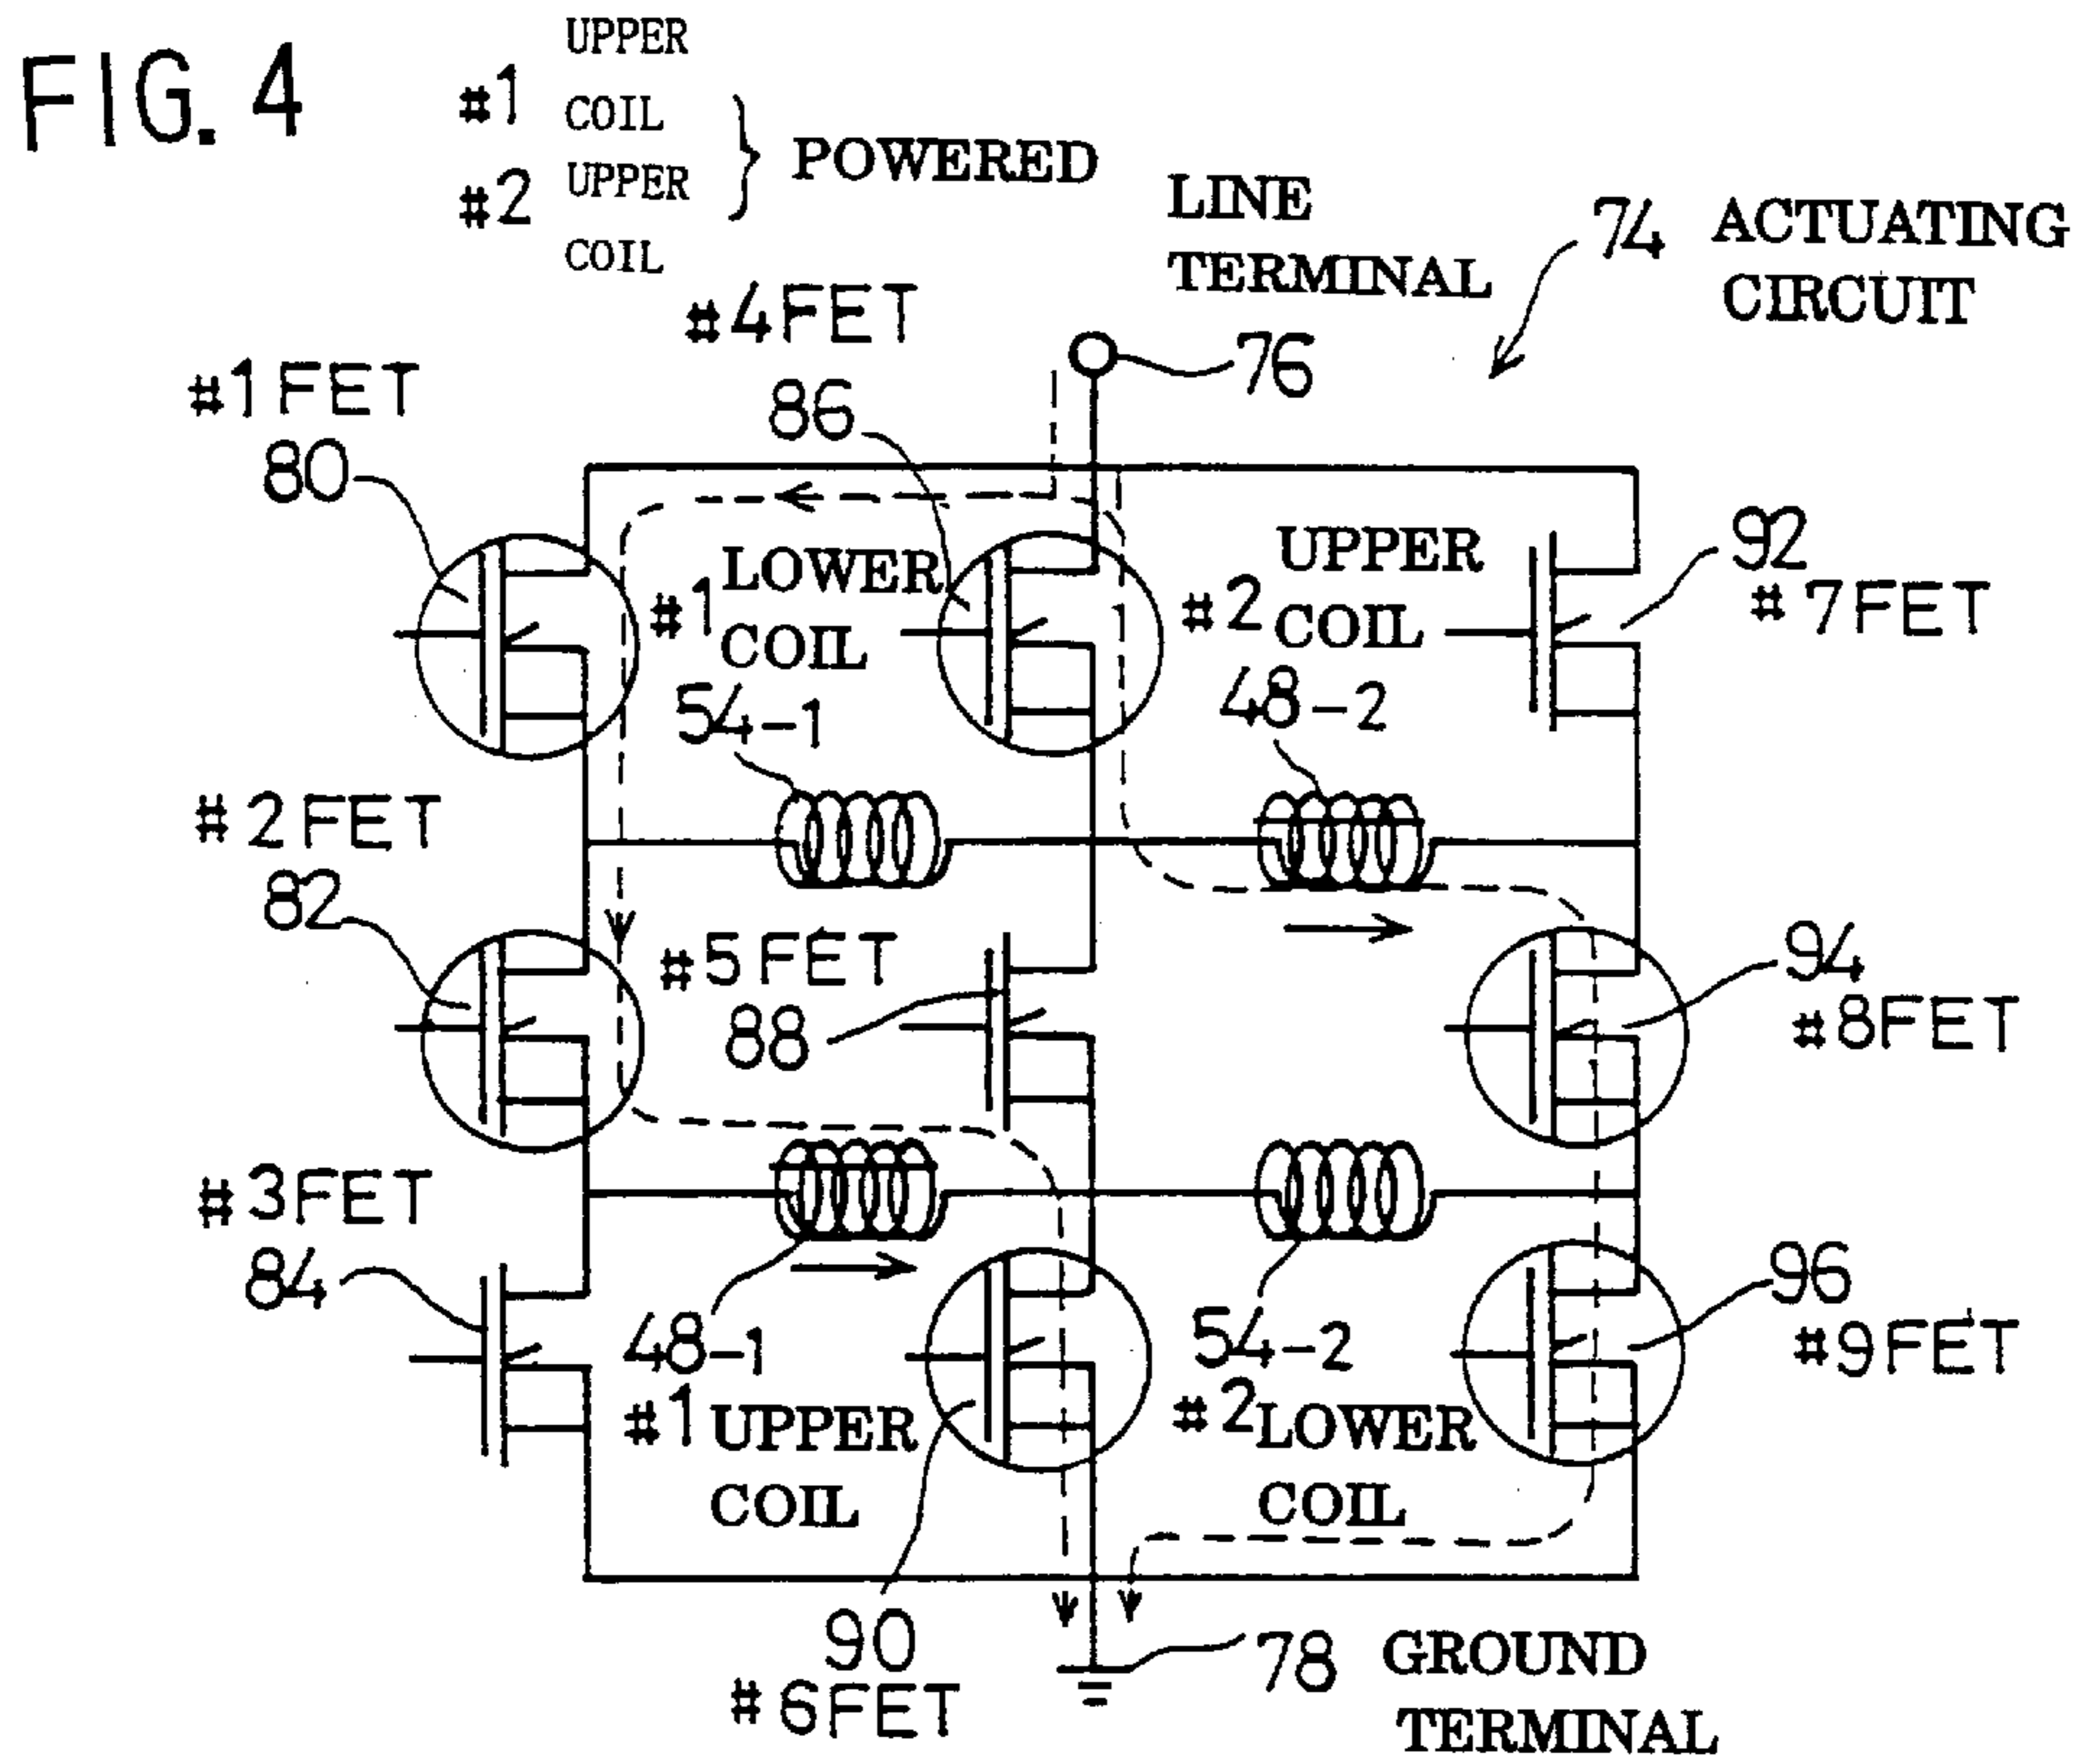 FIG. 4
#1 UPPER COIL
#2 UPPER COIL
} POWERED
LINE TERMINAL
76
74 ACTUATING CIRCUIT
#4FET
86
#1FET
80
#1 LOWER COIL
54-1
#2 UPPER COIL
48-2
92
#7FET
#2FET
82
#5FET
88
94
#8FET
#3FET
84
48-1
#1 UPPER COIL
54-2
#2 LOWER COIL
96
#9FET
90
#6FET
78 GROUND TERMINAL